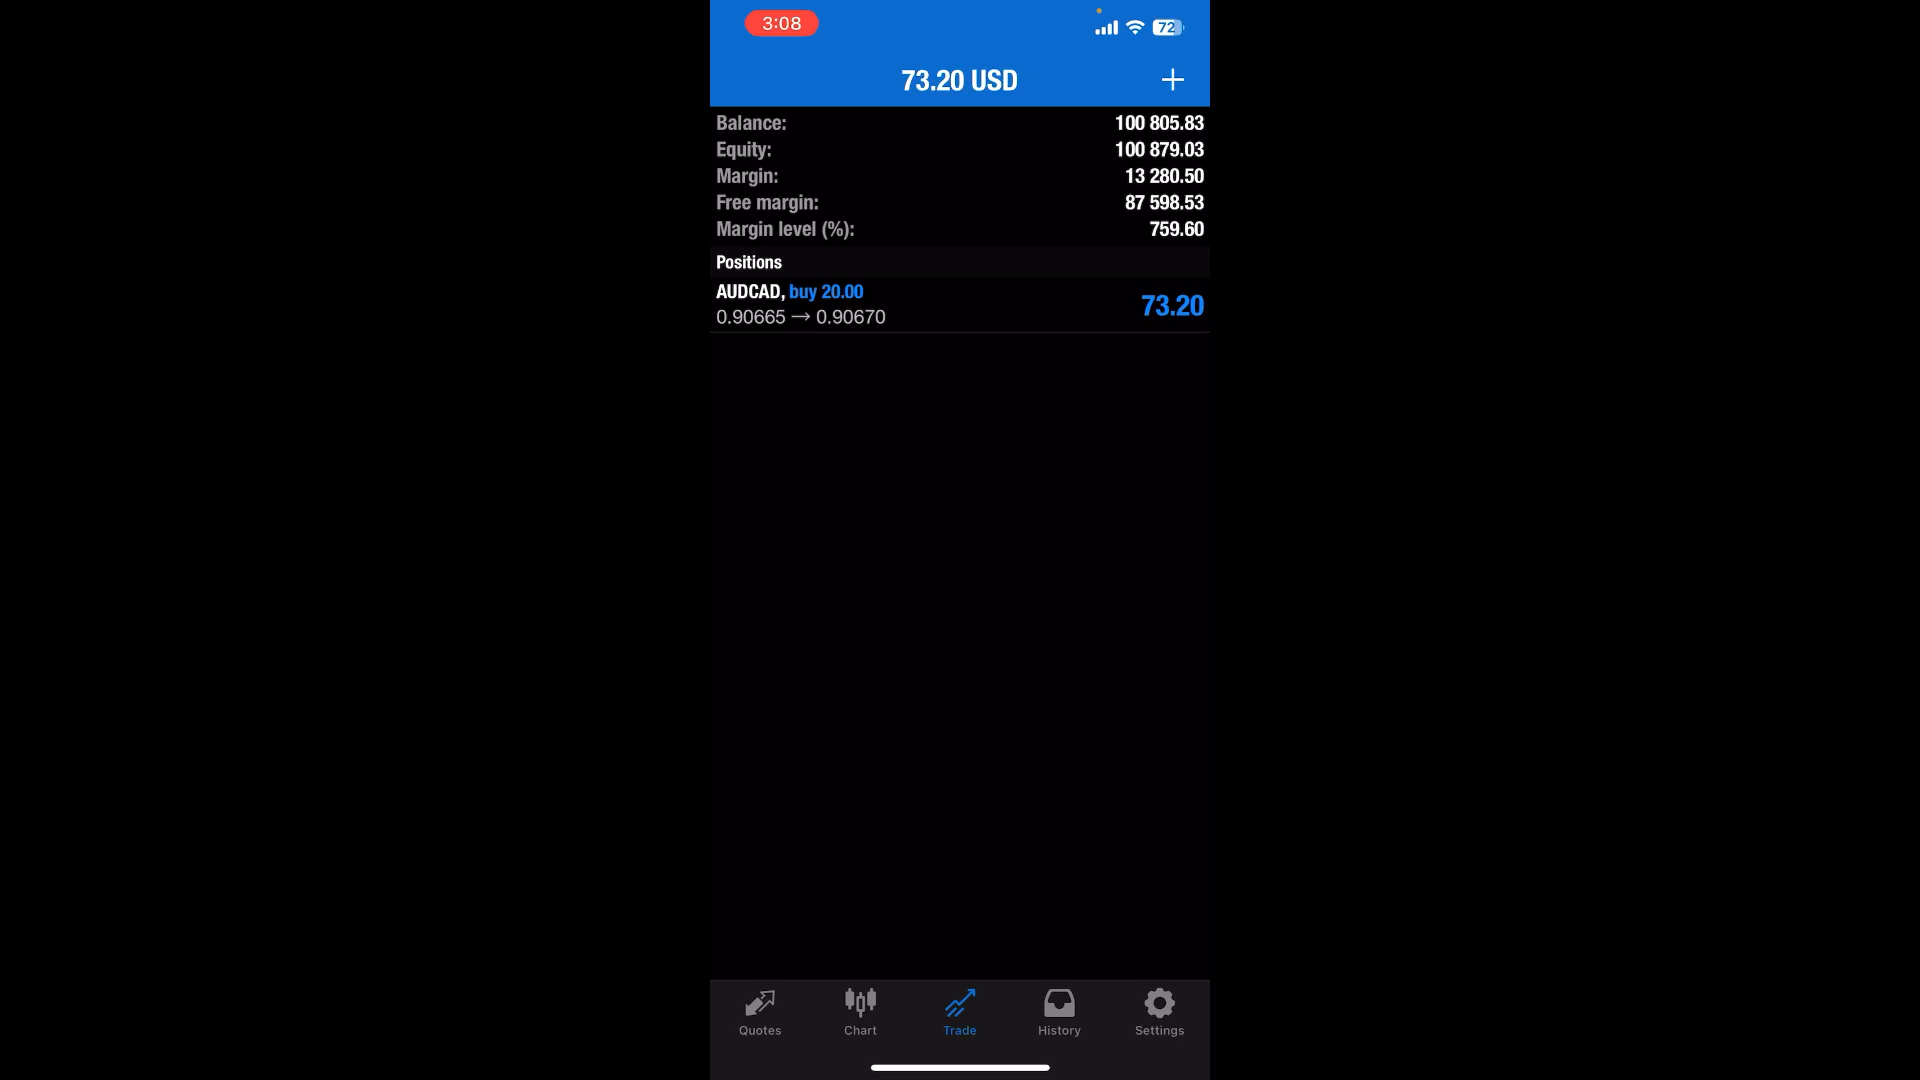 3:08
72
73.20 USD
Balance: 100 805.83
Equity: 100 879.03
Margin: 13 280.50
Free margin: 87 598.53
Margin level (%): 759.60
Positions
AUDCAD, buy 20.00
0.90665 → 0.90670
73.20
Quotes Chart Trade History Settings